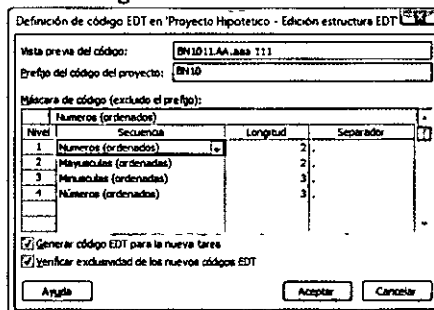 Definición de código EDT en 'Proyecto Hipotetico - Edición estructura EDT'
Vista previa del código: BN1011.AA.aaa 111
Prefijo del código del proyecto: BN10
Máscara de código (excluido el prefijo):
Numeros (ordenados)
Nivel Secuencia Longitud Separador
1 Numeros (ordenados) 2 .
2 Mayusculas (ordenadas) 2 .
3 Minusculas (ordenadas) 3 .
4 Números (ordenados) 3 .
Generar código EDT para la nueva tarea
Verificar exclusividad de los nuevos códigos EDT
Ayuda Aceptar Cancelar